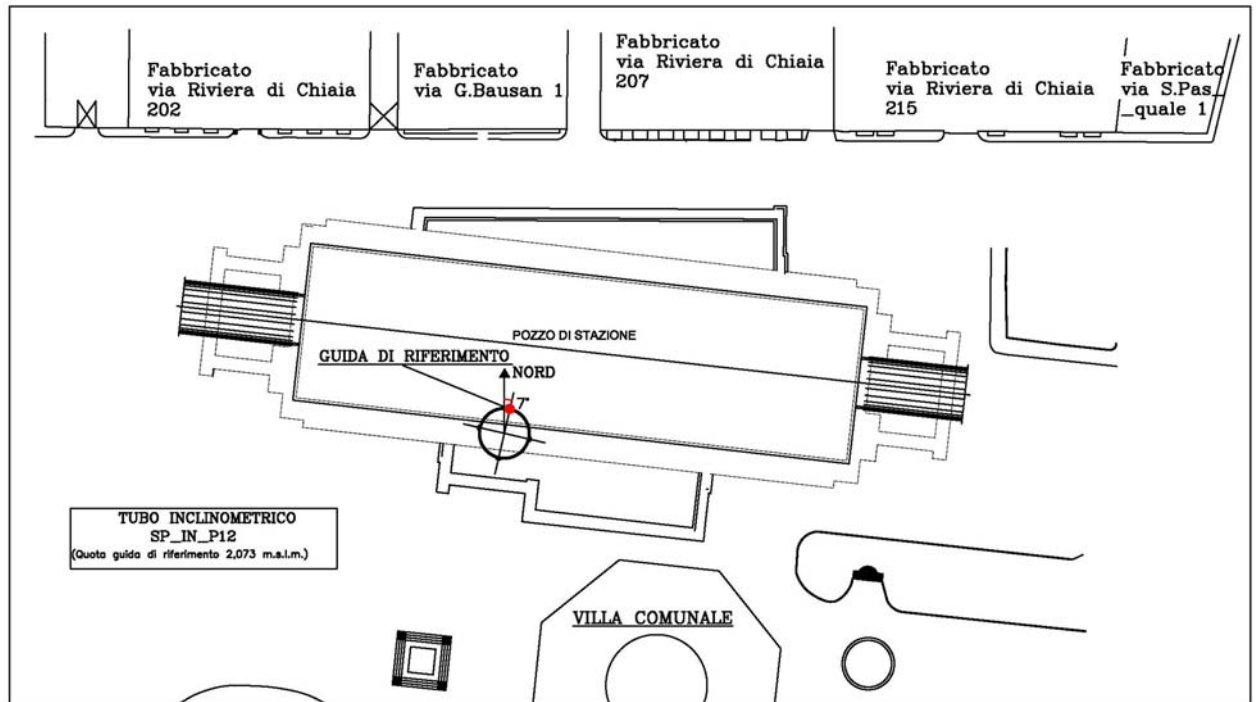 Fabbricato
via Riviera di Chiaia
202
Fabbricato
via G.Bausan 1
Fabbricato
via Riviera di Chiaia
207
Fabbricato
via Riviera di Chiaia
215
Fabbricato
via S.Pas_
_quale 1
POZZO DI STAZIONE
GUIDA DI RIFERIMENTO
NORD
7°
TUBO INCLINOMETRICO
SP_IN_P12
(Quota guida di riferimento 2,073 m.s.l.m.)
VILLA COMUNALE